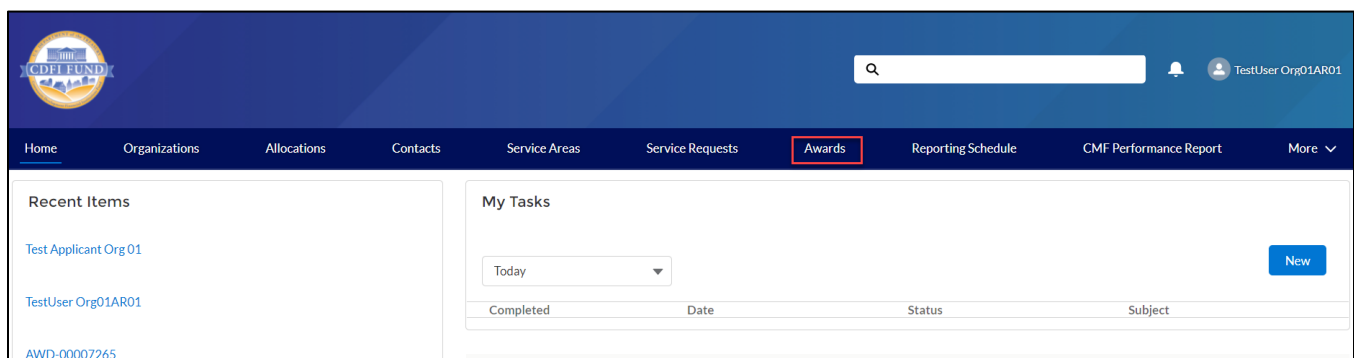 CDFI FUND
TestUser Org01AR01
Home Organizations Allocations Contacts Service Areas Service Requests Awards Reporting Schedule CMF Performance Report More
Recent Items
Test Applicant Org 01
TestUser Org01AR01
AWD-00007265
My Tasks
Today
New
Completed Date Status Subject